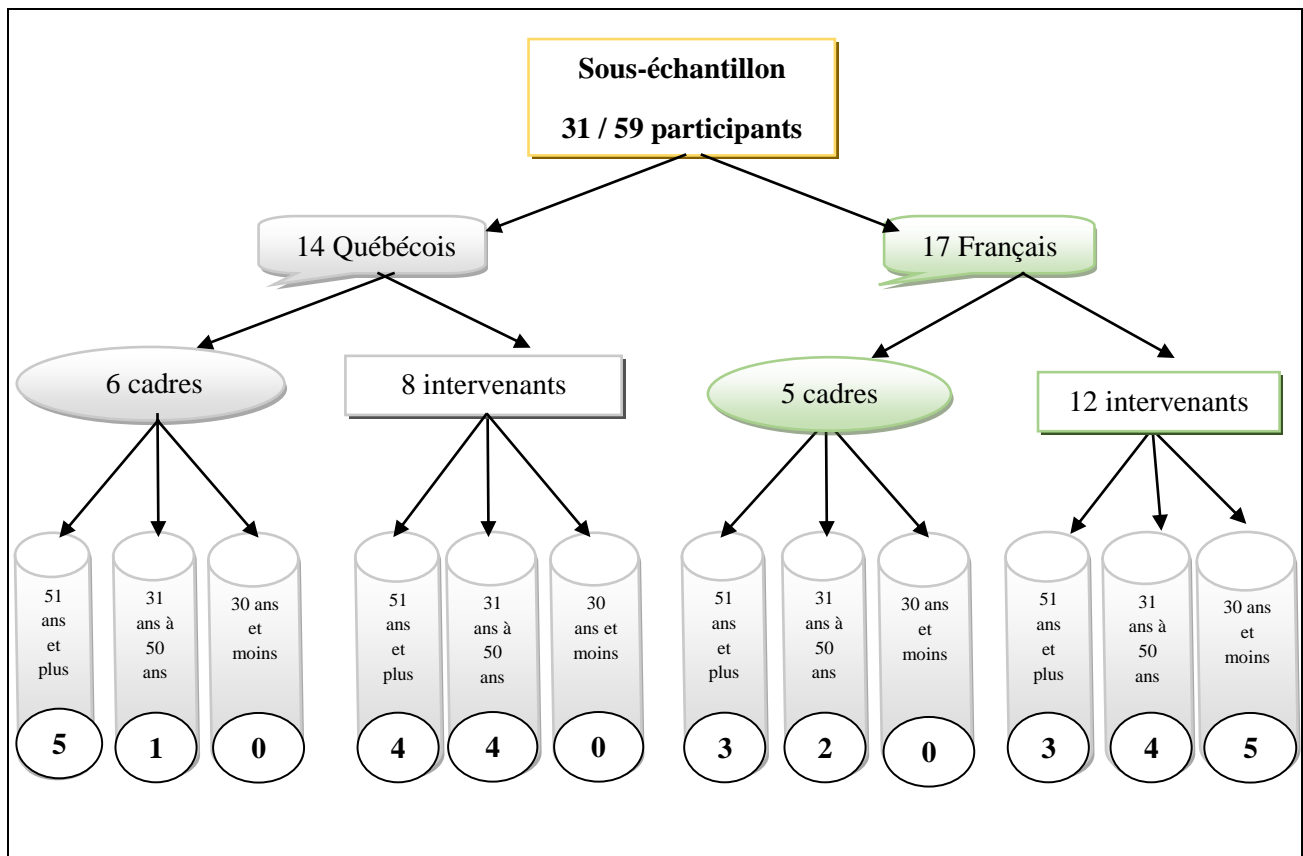 Sous-échantillon
31 / 59 participants
14 Québécois
17 Français
6 cadres
8 intervenants
5 cadres
12 intervenants
51
ans
et
plus
31
ans à
50
ans
30 ans
et
moins
51
ans
et
plus
31
ans à
50
ans
30
ans et
moins
51
ans
et
plus
31
ans à
50
ans
30 ans
et
moins
51
ans
et
plus
31
ans à
50
ans
30 ans
et
moins
5
1
0
4
4
0
3
2
0
3
4
5